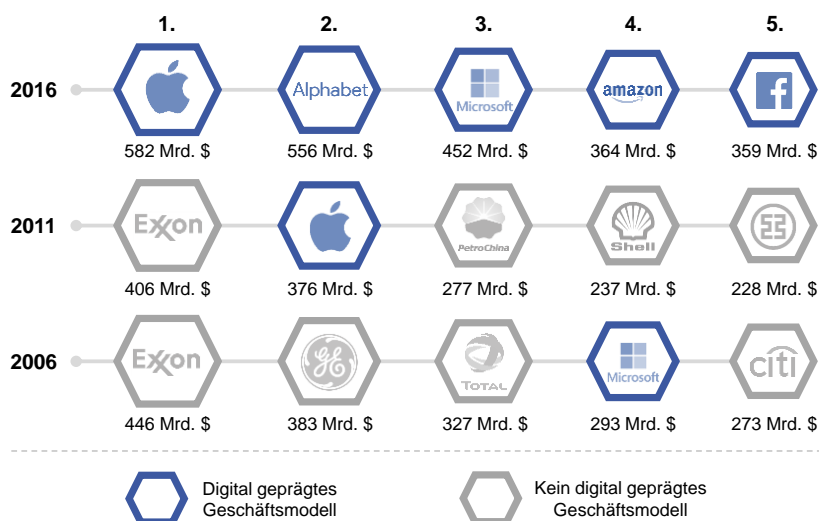 1. 2. 3. 4. 5.
2016 Alphabet Microsoft amazon f
582 Mrd. $ 556 Mrd. $ 452 Mrd. $ 364 Mrd. $ 359 Mrd. $
2011 Exxon PetroChina Shell
406 Mrd. $ 376 Mrd. $ 277 Mrd. $ 237 Mrd. $ 228 Mrd. $
2006 Exxon GE TOTAL Microsoft citi
446 Mrd. $ 383 Mrd. $ 327 Mrd. $ 293 Mrd. $ 273 Mrd. $
Digital geprägtes
Geschäftsmodell
Kein digital geprägtes
Geschäftsmodell